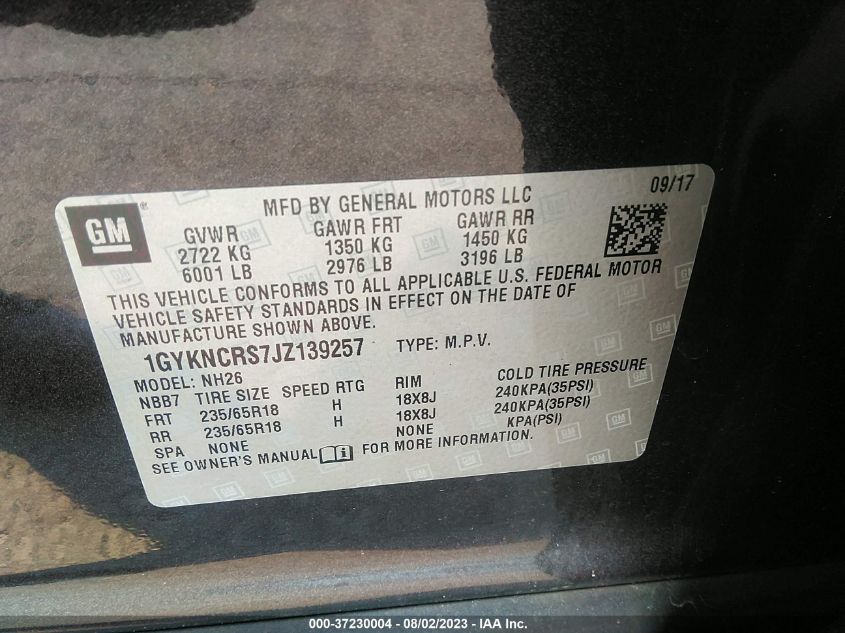 GM ®
MFD BY GENERAL MOTORS LLC 09/17
GVWR GAWR FRT GAWR RR
2722 KG 1350 KG 1450 KG
6001 LB 2976 LB 3196 LB
THIS VEHICLE CONFORMS TO ALL APPLICABLE U.S. FEDERAL MOTOR
VEHICLE SAFETY STANDARDS IN EFFECT ON THE DATE OF
MANUFACTURE SHOWN ABOVE.
1GYKNCRS7JZ139257 TYPE: M.P.V.
MODEL: NH26
NBB7 TIRE SIZE SPEED RTG RIM COLD TIRE PRESSURE
FRT 235/65R18 H 18X8J 240KPA(35PSI)
RR 235/65R18 H 18X8J 240KPA(35PSI)
SPA NONE NONE KPA(PSI)
SEE OWNER'S MANUAL i FOR MORE INFORMATION.
000-37230004 - 08/02/2023 - IAA Inc.